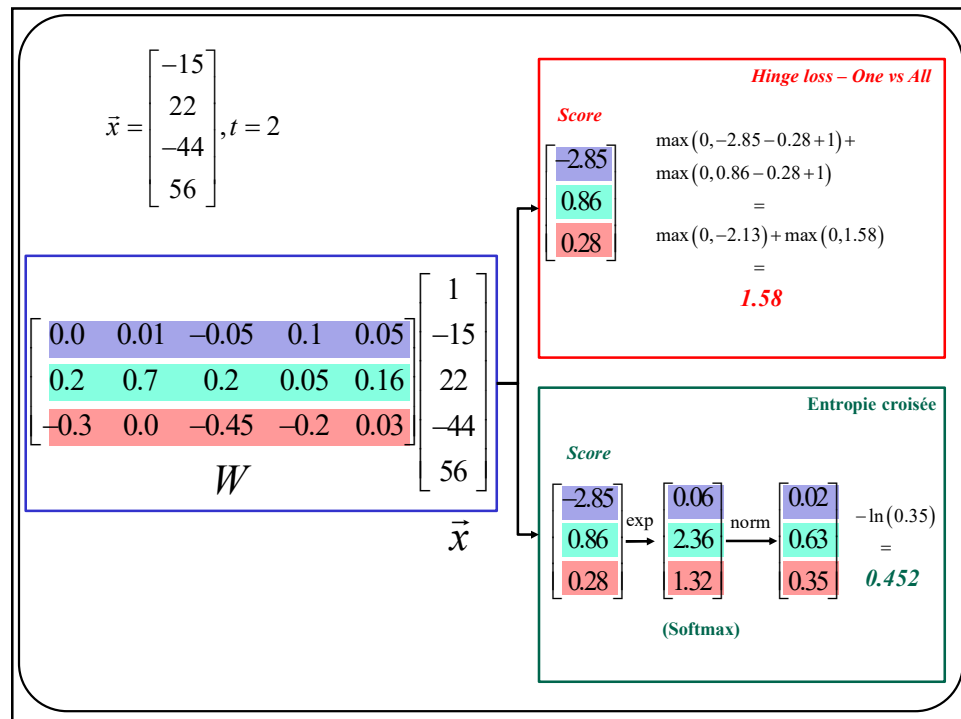 x⃗ = [−15 22 −44 56], t = 2
Hinge loss – One vs All
Score
−2.85
0.86
0.28
max(0,−2.85−0.28+1)+
max(0,0.86−0.28+1)
=
max(0,−2.13)+max(0,1.58)
=
1.58
0.0 0.01 −0.05 0.1 0.05
0.2 0.7 0.2 0.05 0.16
−0.3 0.0 −0.45 −0.2 0.03
W
1
−15
22
−44
56
x⃗
Entropie croisée
Score
−2.85
0.86
0.28
exp
0.06
2.36
1.32
norm
0.02
0.63
0.35
−ln(0.35)
=
0.452
(Softmax)